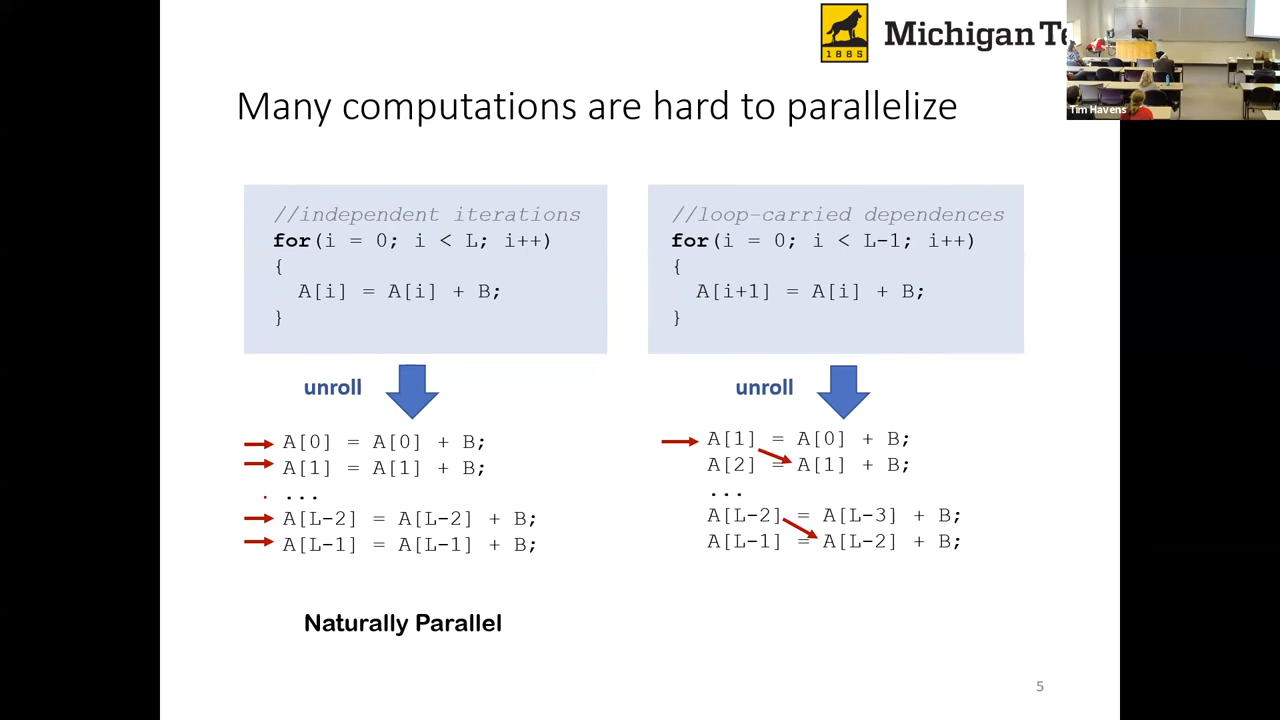 1885
Michigan Te
Tim Havens
Many computations are hard to parallelize
//independent iterations
for(i = 0; i < L; i++)
{
A[i] = A[i] + B;
}
unroll
A[0] = A[0] + B;
A[1] = A[1] + B;
...
A[L-2] = A[L-2] + B;
A[L-1] = A[L-1] + B;
Naturally Parallel
//loop-carried dependences
for(i = 0; i < L-1; i++)
{
A[i+1] = A[i] + B;
}
unroll
A[1] = A[0] + B;
A[2] = A[1] + B;
...
A[L-2] = A[L-3] + B;
A[L-1] = A[L-2] + B;
5